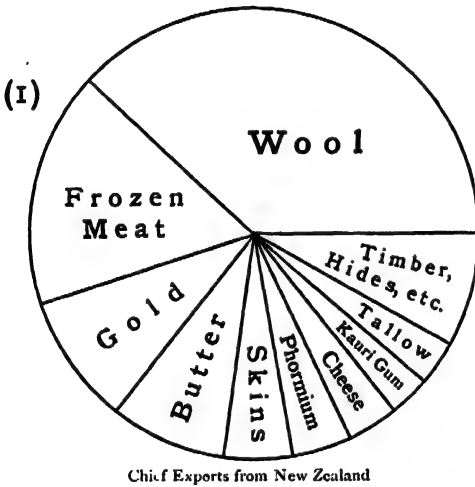 (1)
Wool
Frozen
Meat
Gold
Butter
Skins
Phormium
Cheese
Kauri Gum
Tallow
Timber,
Hides, etc.
Chief Exports from New Zealand